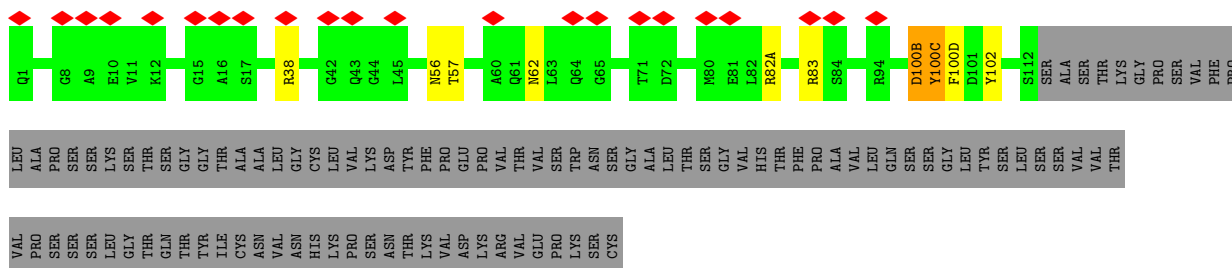 Q1 G8 A9 E10 V11 K12 G15 A16 S17 R38 G42 Q43 G44 L45 N56 T57 A60 Q61 N62 L63 Q64 G65 T71 D72 M80 E81 L82 R82A R83 S84 R94 D100B Y100C F100D D101 Y102 S112 SER ALA SER THR LYS GLY PRO SER VAL PHE PRO
LEU ALA PRO SER SER LYS SER THR SER GLY GLY THR ALA ALA LEU GLY CYS LEU VAL LYS ASP TYR PHE PRO GLU PRO VAL THR VAL SER TRP ASN SER GLY ALA LEU THR SER GLY VAL HIS THR PHE PRO ALA VAL LEU GLN SER SER GLY LEU TYR SER LEU SER SER VAL VAL THR
VAL PRO SER SER SER LEU GLY THR GLN THR TYR ILE CYS ASN VAL ASN HIS LYS PRO SER ASN THR LYS VAL ASP LYS ARG VAL GLU PRO LYS SER CYS